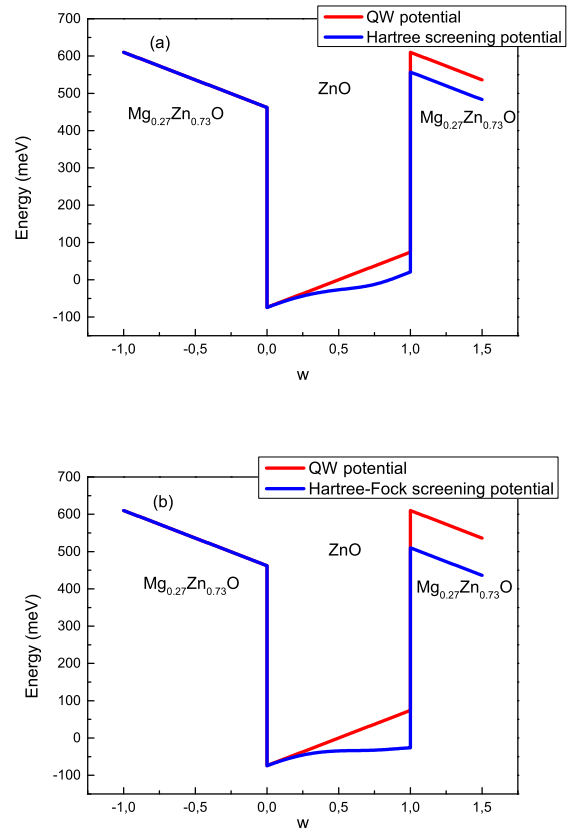 QW potential
Hartree screening potential
(a)
ZnO
Mg0.27Zn0.73O
Mg0.27Zn0.73O
Energy (meV)
700
600
500
400
300
200
100
0
-100
-1,0
-0,5
0,0
0,5
1,0
1,5
w
QW potential
Hartree-Fock screening potential
(b)
ZnO
Mg0.27Zn0.73O
Mg0.27Zn0.73O
Energy (meV)
700
600
500
400
300
200
100
0
-100
-1,0
-0,5
0,0
0,5
1,0
1,5
w